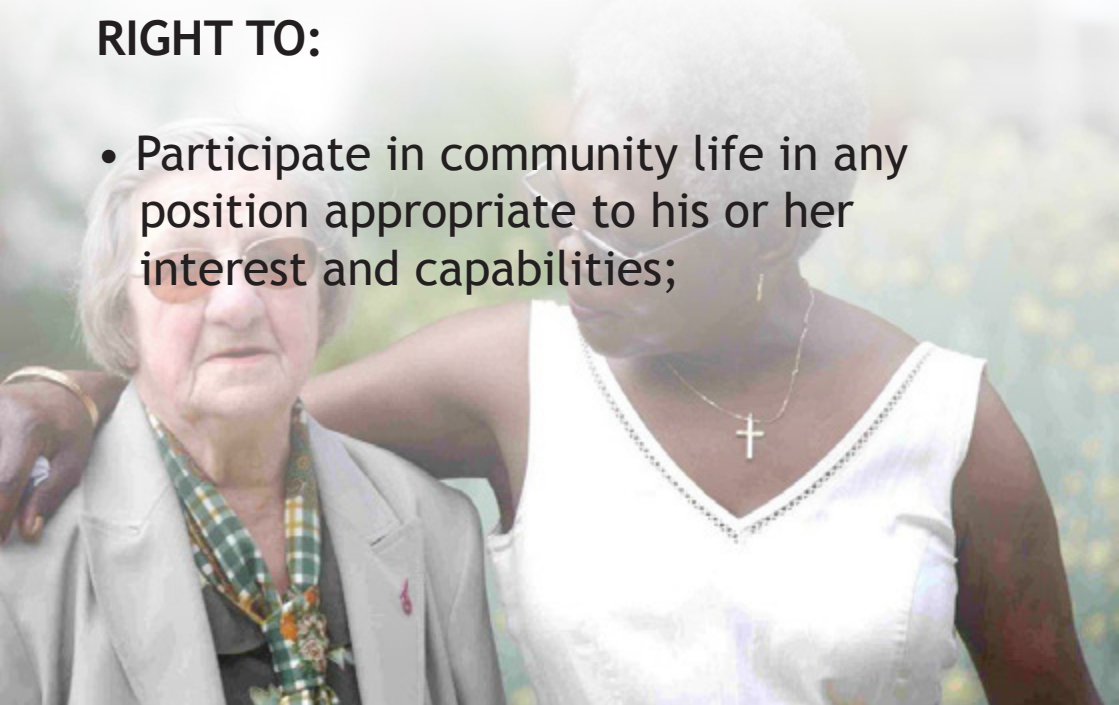 RIGHT TO:
• Participate in community life in any
position appropriate to his or her
interest and capabilities;